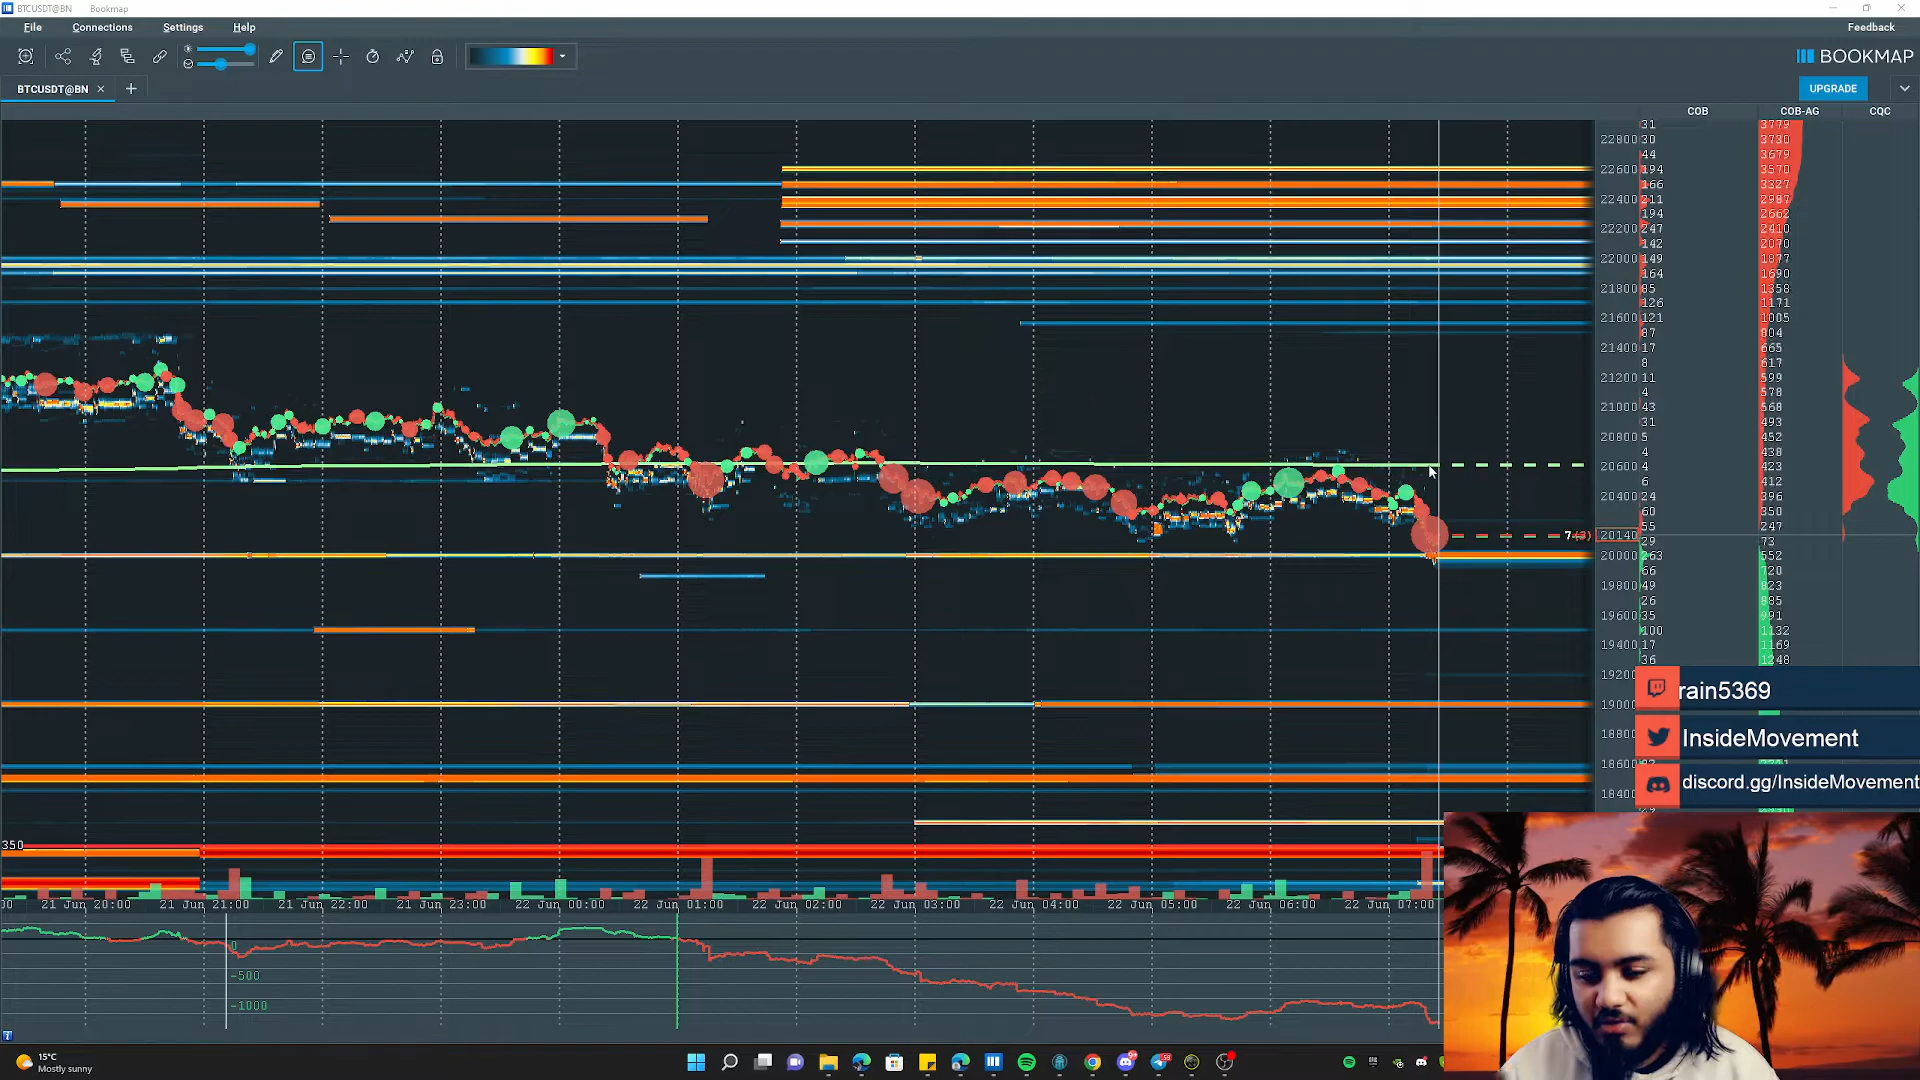 BTCUSDT@BN Bookmap
File Connections Settings Help Feedback
BOOKMAP
BTCUSDT@BN × + UPGRADE
COB COB-AG CQC
31 3779
22800 30 3730
44 3679
22600 194 3570
166 3327
22400 211 2987
194 2662
22200 247 2410
142 2070
22000 149 1877
164 1690
21800 85 1358
126 1171
21600 121 1005
87 804
21400 17 665
8 617
21200 11 599
4 578
21000 43 568
31 493
20800 5 452
4 438
20600 4 423
6 412
20400 24 396
60 350
55 247
20140
29 73
20000 263 552
66 720
19800 49 823
26 885
19600 35 991
100 1132
19400 17 1169
36 1248
19200
rain5369
19000
18800 InsideMovement
18600
discord.gg/InsideMovement
18400
350
21 Jun 20:00 21 Jun 21:00 21 Jun 22:00 21 Jun 23:00 22 Jun 00:00 22 Jun 01:00 22 Jun 02:00 22 Jun 03:00 22 Jun 04:00 22 Jun 05:00 22 Jun 06:00 22 Jun 07:00
0
-500
-1000
15°C
Mostly sunny